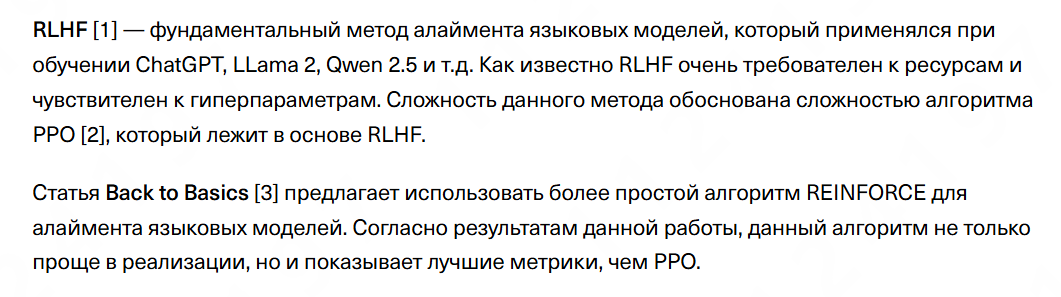 RLHF [1] — фундаментальный метод алаймента языковых моделей, который применялся при
обучении ChatGPT, LLama 2, Qwen 2.5 и т.д. Как известно RLHF очень требователен к ресурсам и
чувствителен к гиперпараметрам. Сложность данного метода обоснована сложностью алгоритма
PPO [2], который лежит в основе RLHF.
Статья Back to Basics [3] предлагает использовать более простой алгоритм REINFORCE для
алаймента языковых моделей. Согласно результатам данной работы, данный алгоритм не только
проще в реализации, но и показывает лучшие метрики, чем PPO.